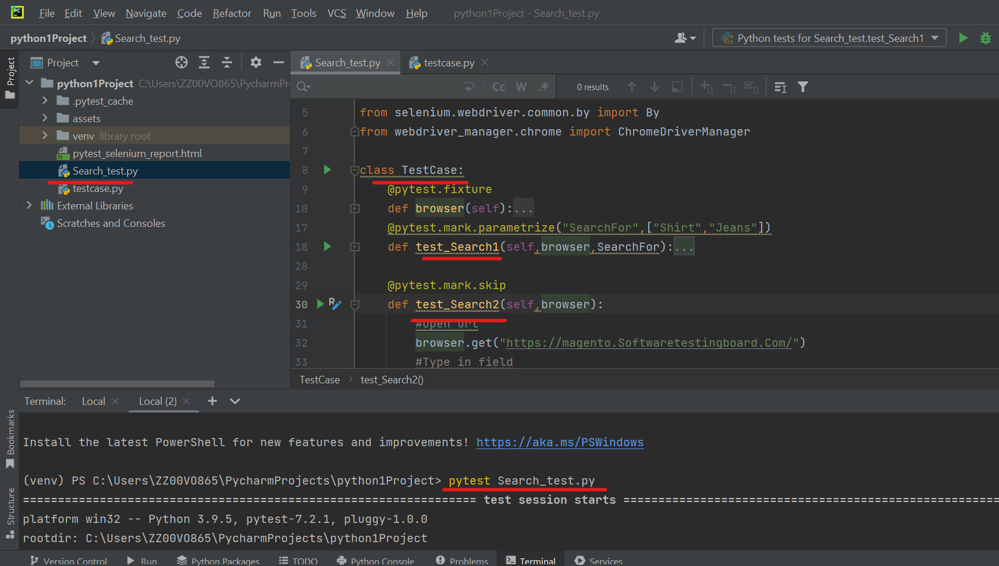 PC File Edit View Navigate Code Refactor Run Tools VCS Window Help python1Project - Search_test.py
python1Project Search_test.py Python tests for Search_test.test_Search1
Project
Project
Search_test.py testcase.py
Cc W .* 0 results
python1Project C:\Users\ZZ00VO865\PycharmPr
.pytest_cache
assets
venv library root
pytest_selenium_report.html
Search_test.py
testcase.py
External Libraries
Scratches and Consoles
5 from selenium.webdriver.common.by import By
6 from webdriver_manager.chrome import ChromeDriverManager
7
8 class TestCase:
9 @pytest.fixture
10 def browser(self):...
17 @pytest.mark.parametrize("SearchFor",["Shirt","Jeans"])
18 def test_Search1(self,browser,SearchFor):...
28
29 @pytest.mark.skip
30 def test_Search2(self,browser):
31 #open url
32 browser.get("https://magento.Softwaretestingboard.Com/")
33 #Type in field
TestCase test_Search2()
Terminal: Local Local (2)
Bookmarks
Structure
Install the latest PowerShell for new features and improvements! https://aka.ms/PSWindows
(venv) PS C:\Users\ZZ00VO865\PycharmProjects\python1Project> pytest Search_test.py
================================================================= test session starts ======================================================
platform win32 -- Python 3.9.5, pytest-7.2.1, pluggy-1.0.0
rootdir: C:\Users\ZZ00VO865\PycharmProjects\python1Project
Version Control Run Python Packages TODO Python Console Problems Terminal Services